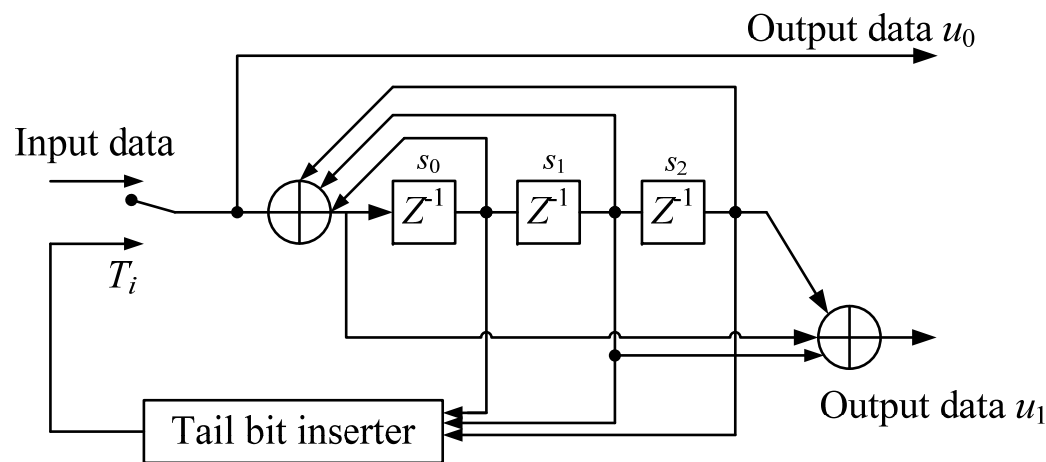 Output data u₀
Input data
s₀ s₁ s₂
Z⁻¹ Z⁻¹ Z⁻¹
Tᵢ
Output data u₁
Tail bit inserter